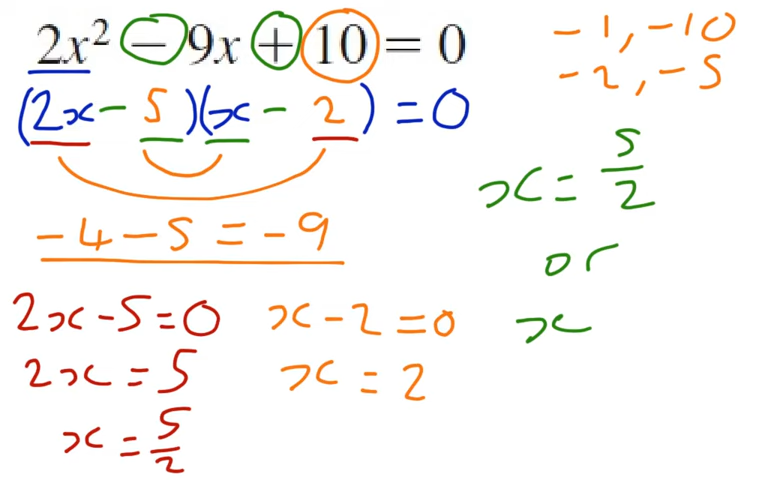 2x² − 9x + 10 = 0
(2x − 5)(x − 2) = 0
−4 − 5 = −9
2x − 5 = 0
2x = 5
x = 5/2
x − 2 = 0
x = 2
−1, −10
−2, −5
x = 5/2
or
x